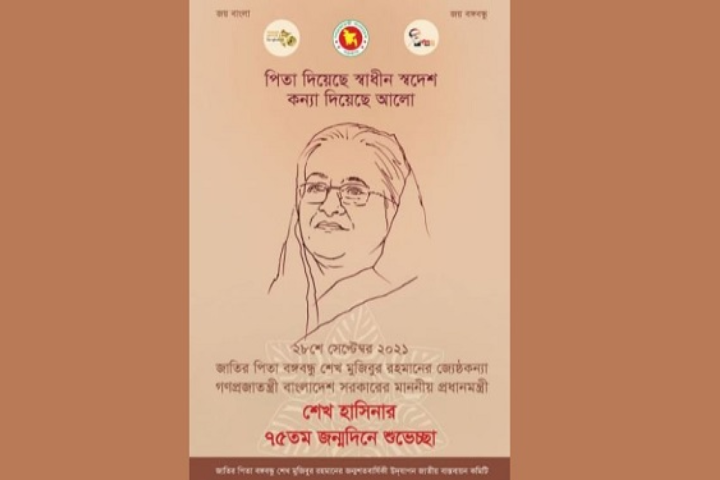 জয় বাংলা
জয় বঙ্গবন্ধু
পিতা দিয়েছে স্বাধীন স্বদেশ
কন্যা দিয়েছে আলো
২৮শে সেপ্টেম্বর ২০২১
জাতির পিতা বঙ্গবন্ধু শেখ মুজিবুর রহমানের জ্যেষ্ঠকন্যা
গণপ্রজাতন্ত্রী বাংলাদেশ সরকারের মাননীয় প্রধানমন্ত্রী
শেখ হাসিনার
৭৫তম জন্মদিনে শুভেচ্ছা
জাতির পিতা বঙ্গবন্ধু শেখ মুজিবুর রহমানের জন্মশতবার্ষিকী উদ্‌যাপন জাতীয় বাস্তবায়ন কমিটি